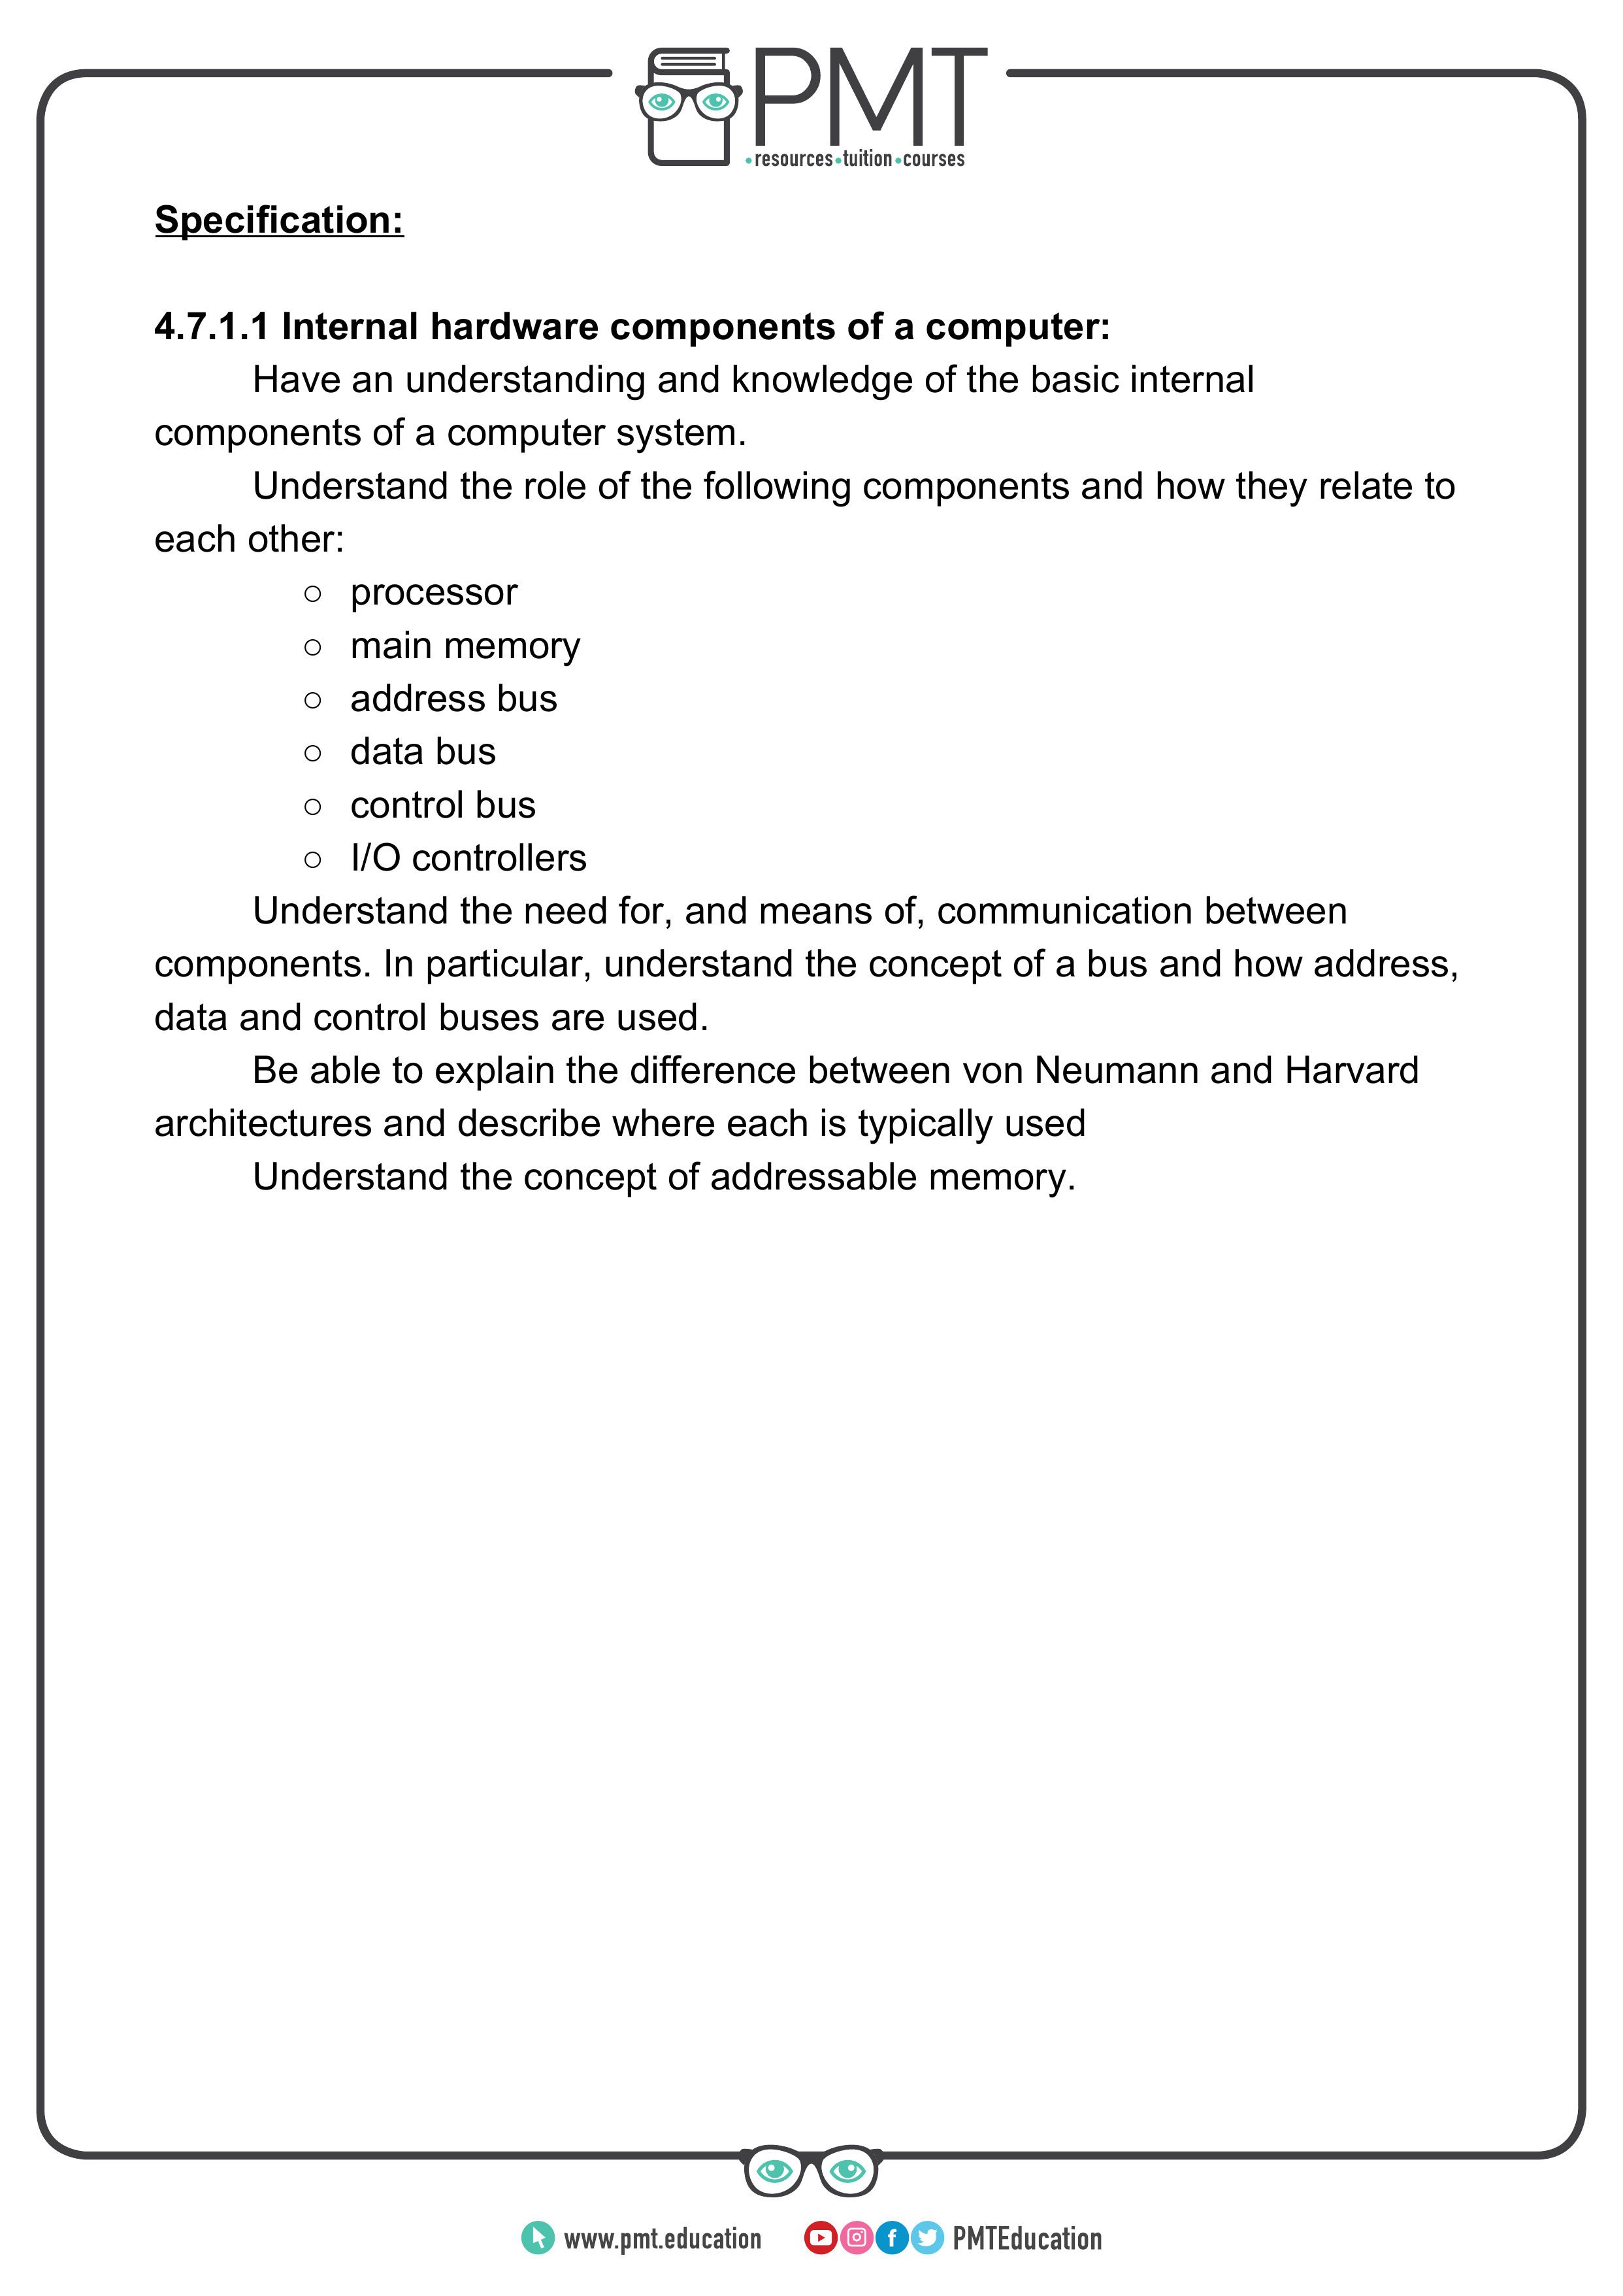 PMT
•resources•tuition•courses
Specification:
4.7.1.1 Internal hardware components of a computer:
Have an understanding and knowledge of the basic internal
components of a computer system.
Understand the role of the following components and how they relate to
each other:
○ processor
○ main memory
○ address bus
○ data bus
○ control bus
○ I/O controllers
Understand the need for, and means of, communication between
components. In particular, understand the concept of a bus and how address,
data and control buses are used.
Be able to explain the difference between von Neumann and Harvard
architectures and describe where each is typically used
Understand the concept of addressable memory.
www.pmt.education PMTEducation